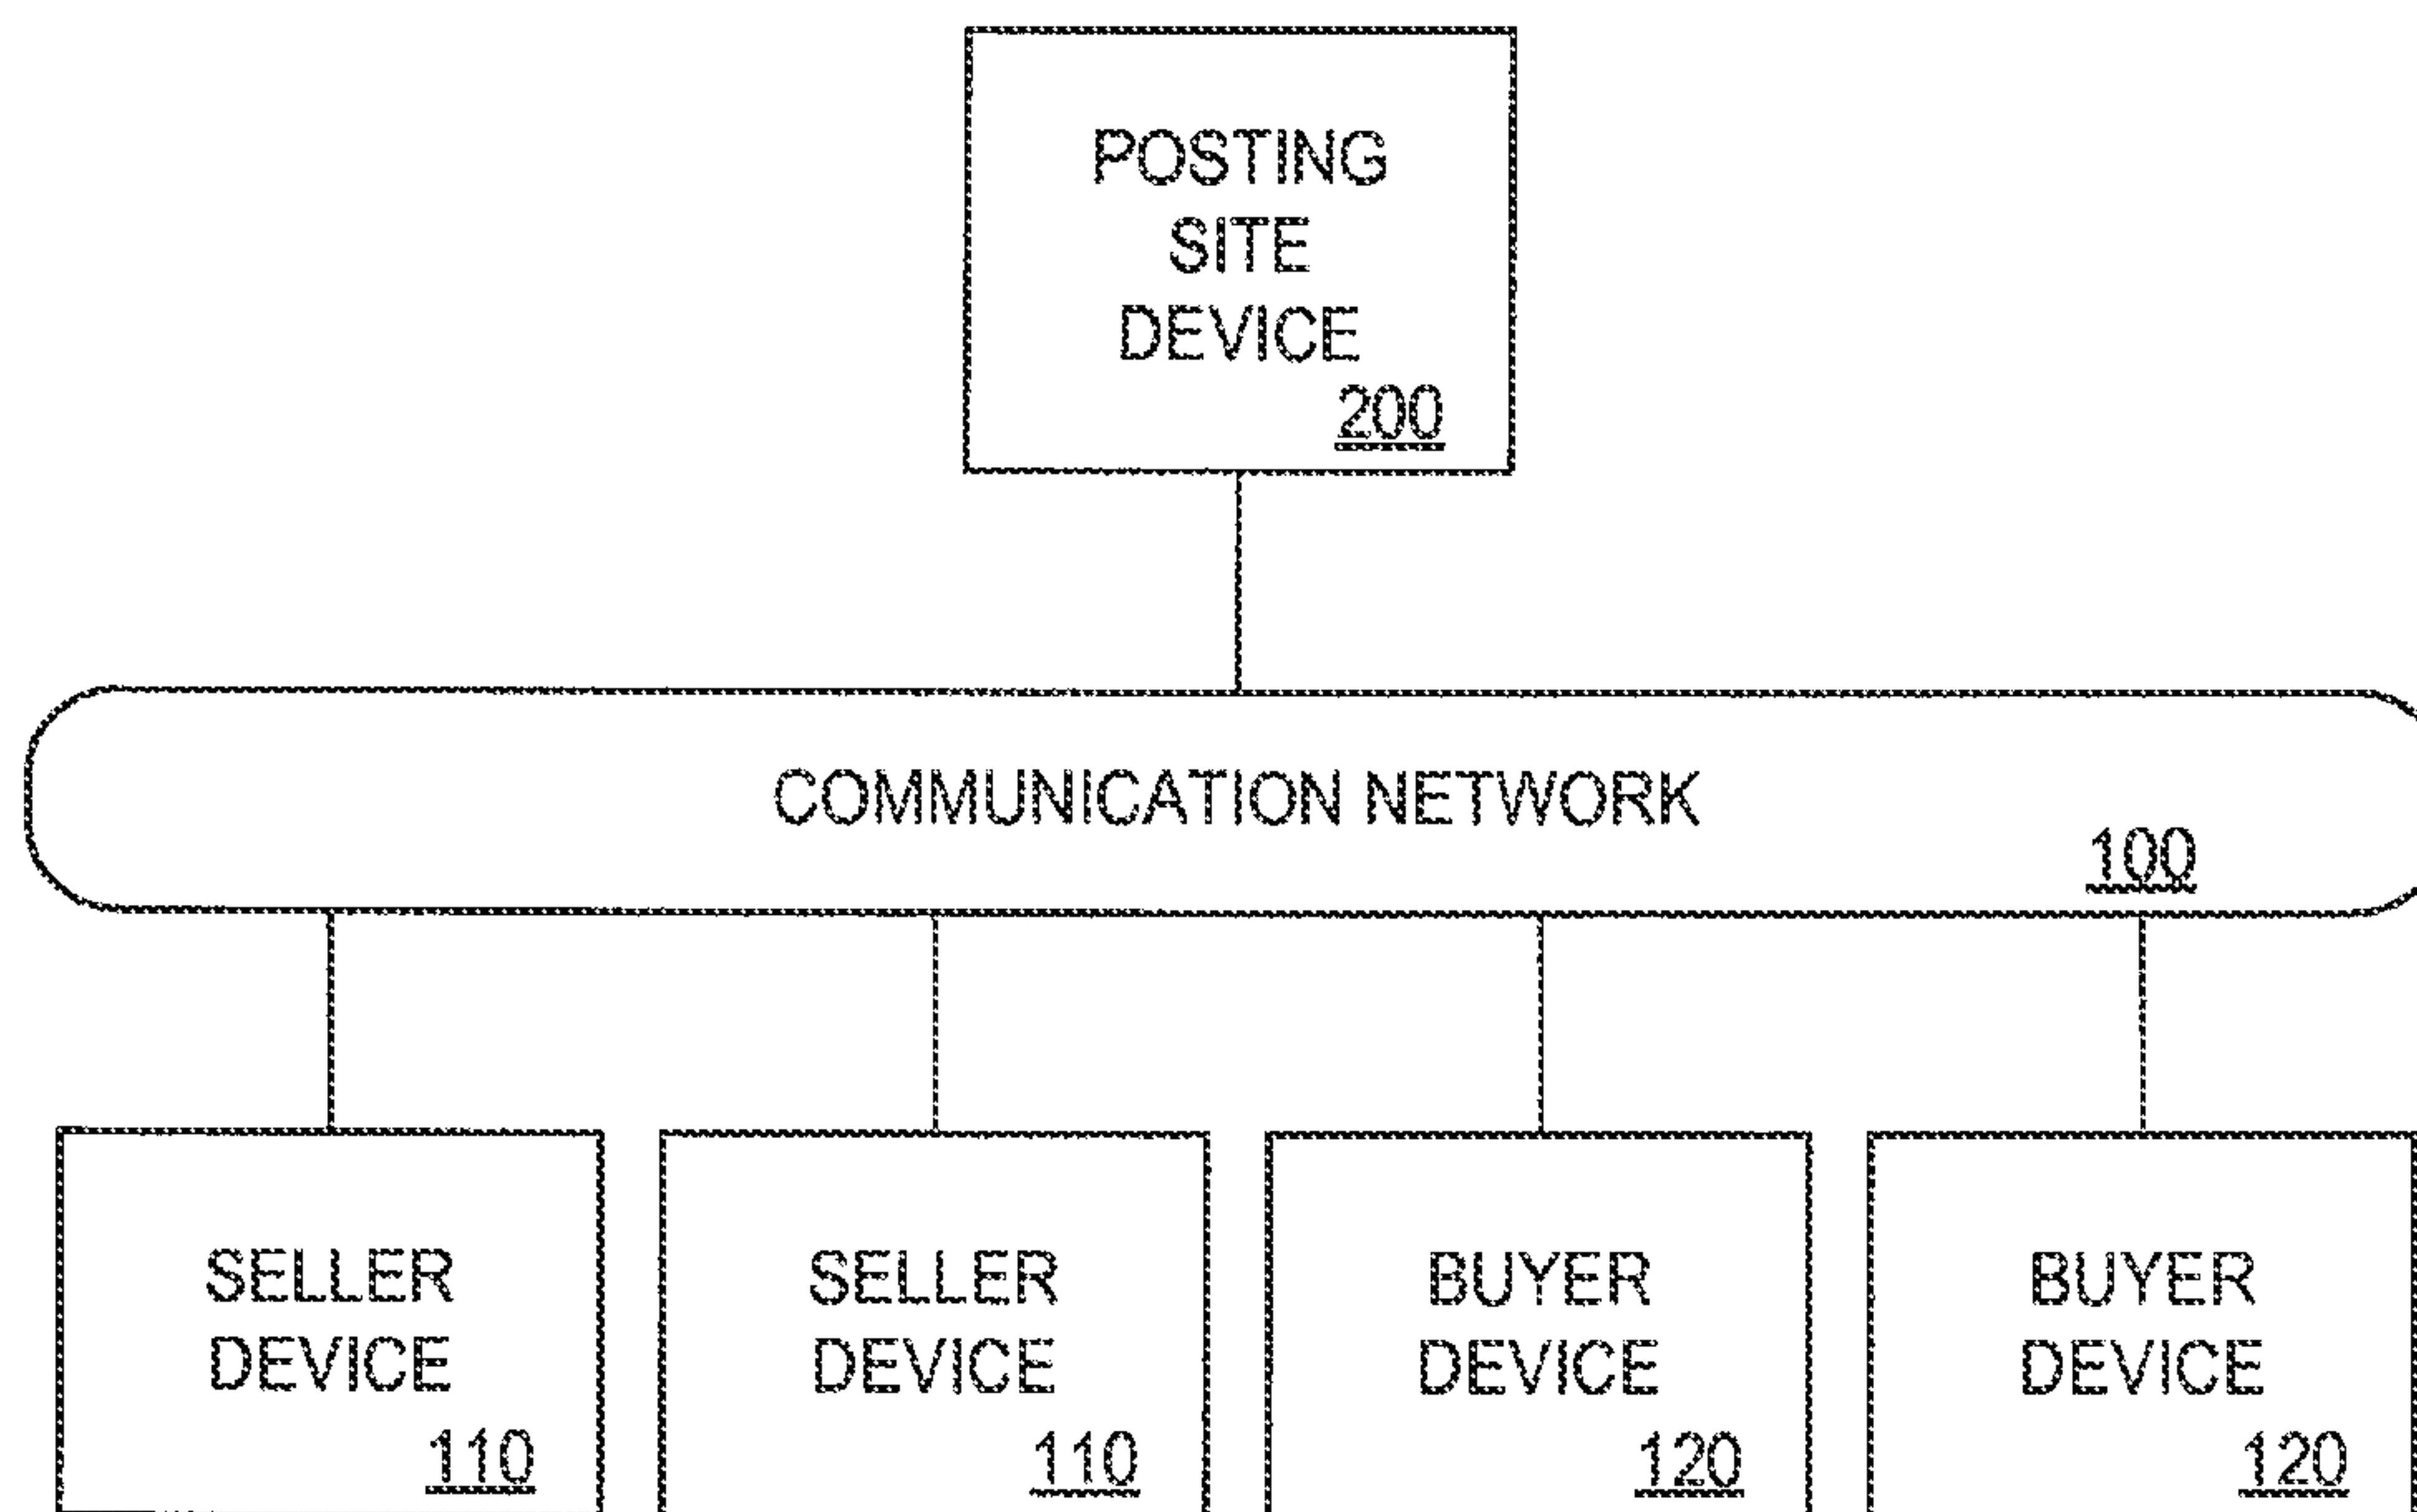 POSTING
SITE
DEVICE
200
COMMUNICATION NETWORK
100
SELLER
DEVICE
110
SELLER
DEVICE
110
BUYER
DEVICE
120
BUYER
DEVICE
120